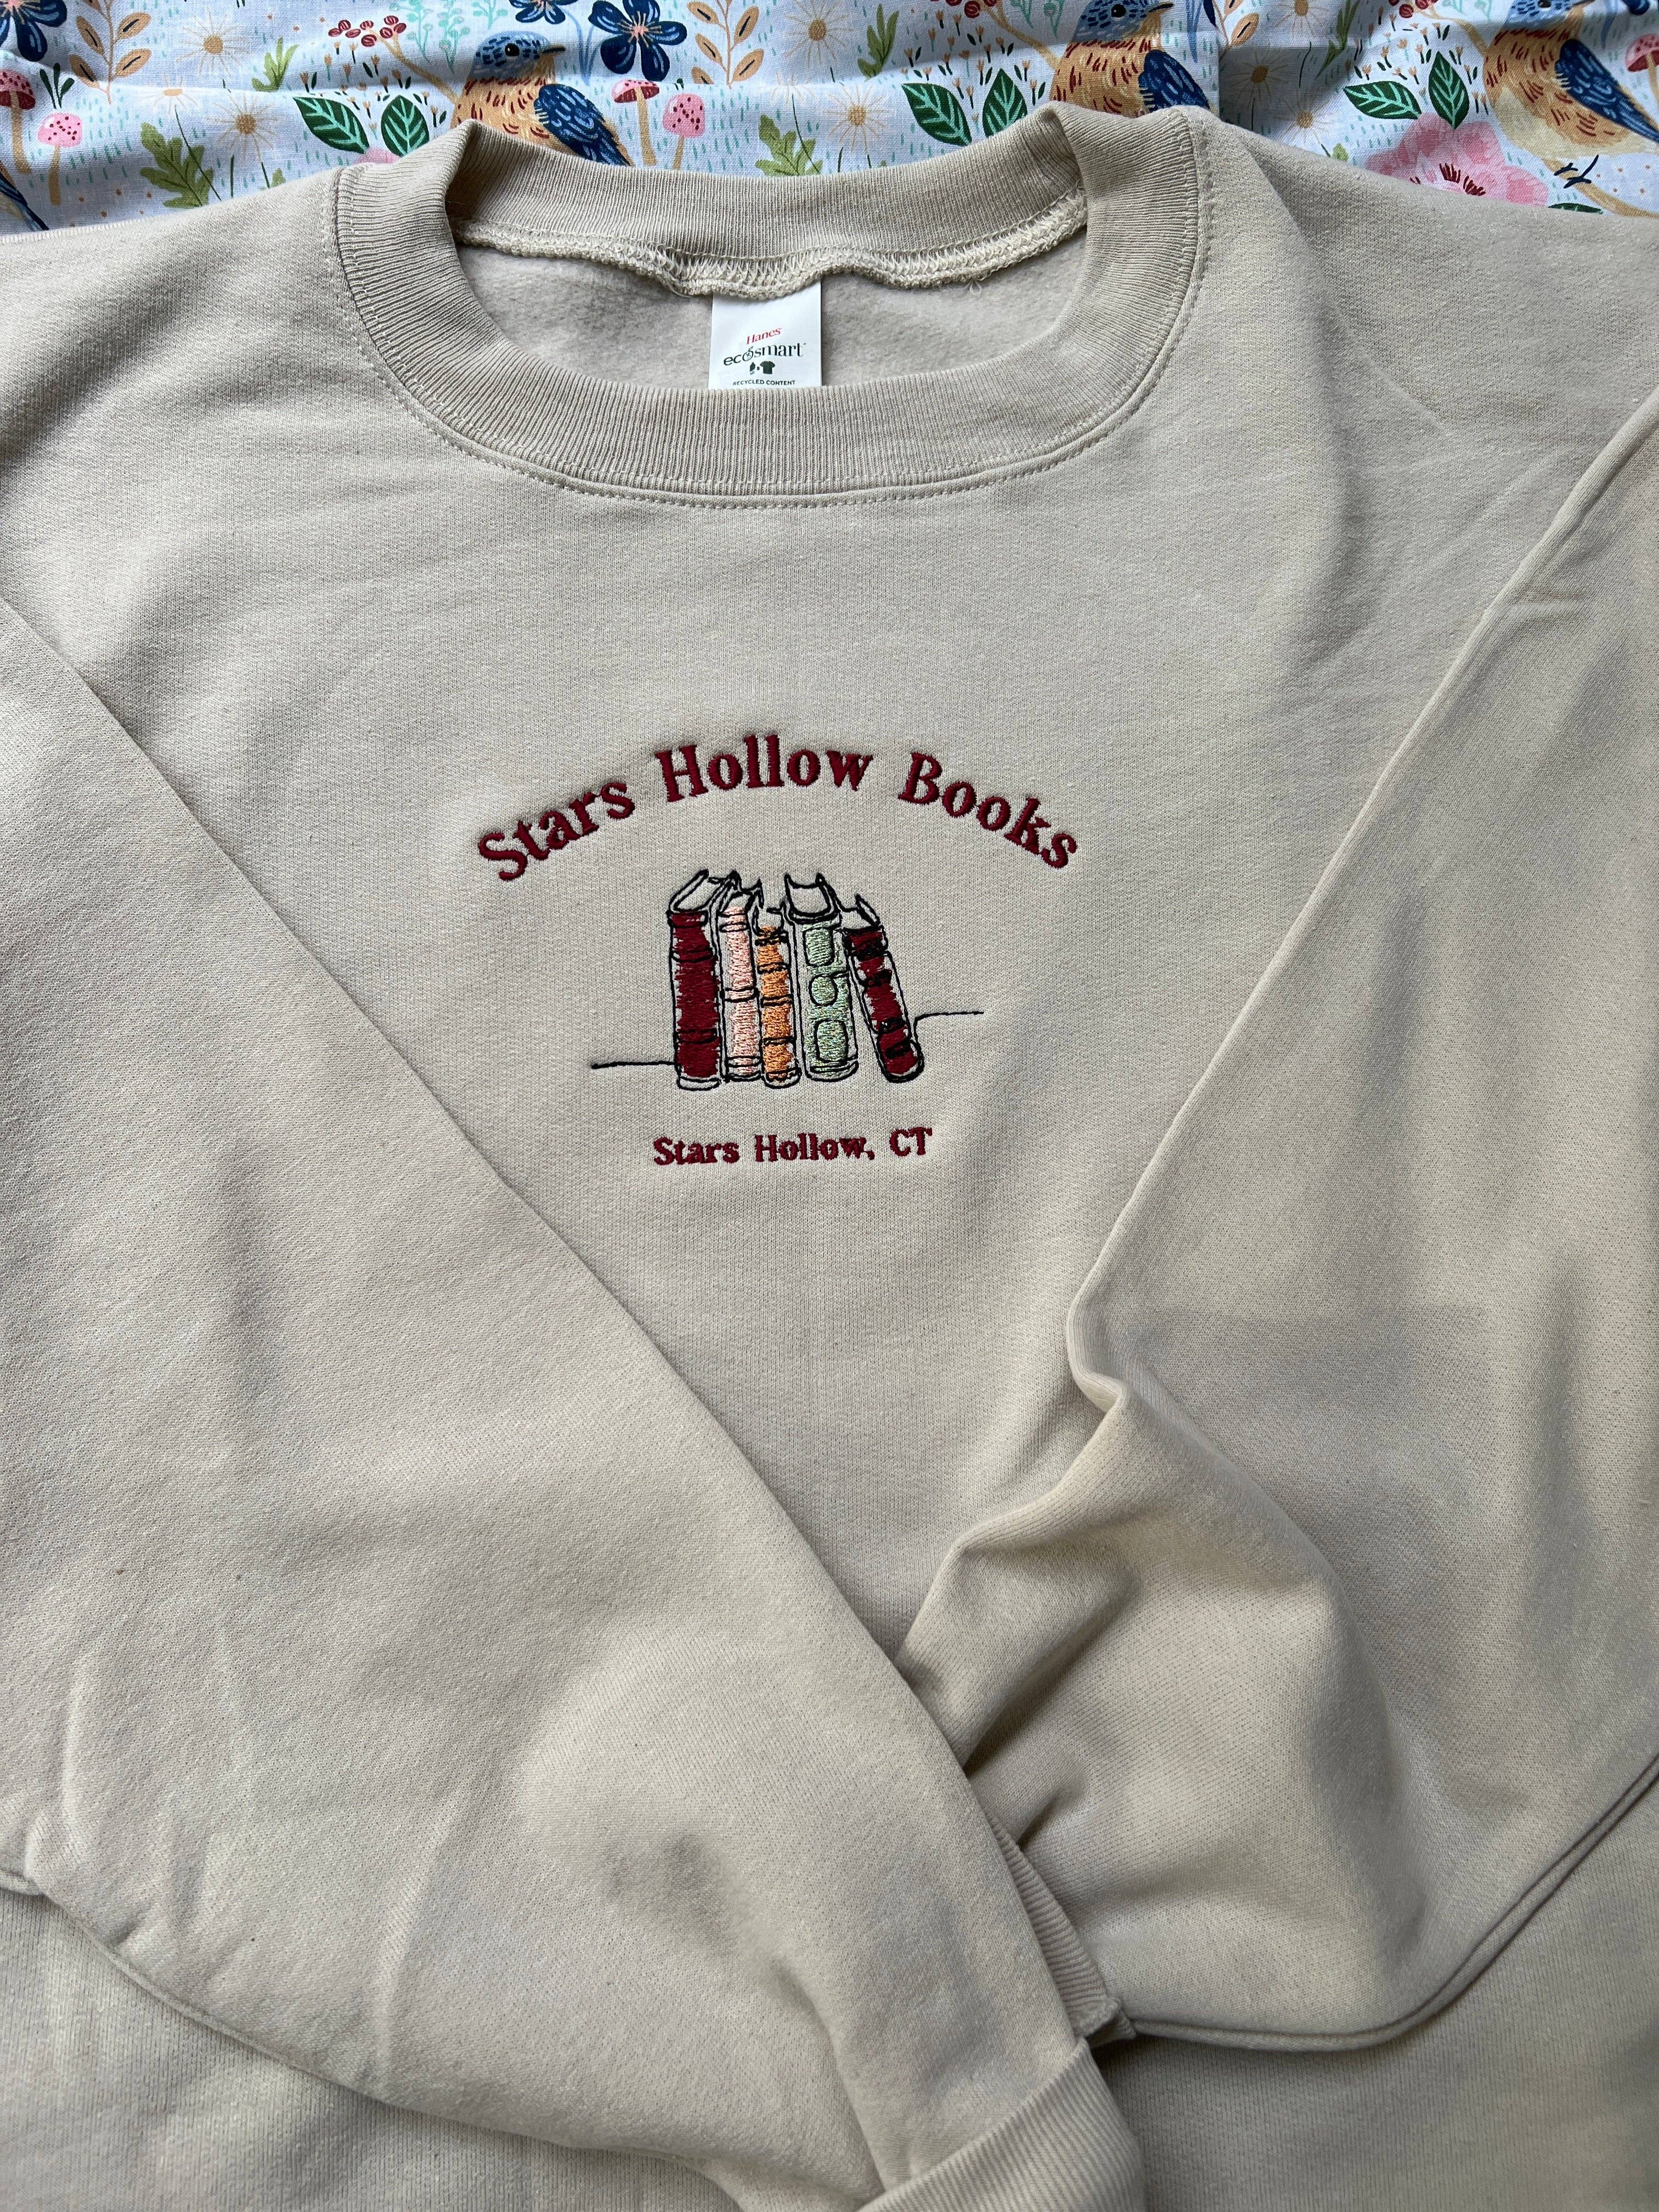 Hanes
ecosmart
RECYCLED CONTENT
Stars Hollow Books
Stars Hollow, CT